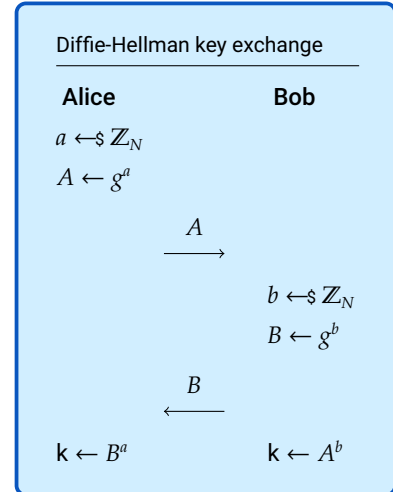 Diffie-Hellman key exchange
Alice Bob
a ←$ ℤ_N
A ← g^a
A
⟶
b ←$ ℤ_N
B ← g^b
B
⟵
k ← B^a k ← A^b